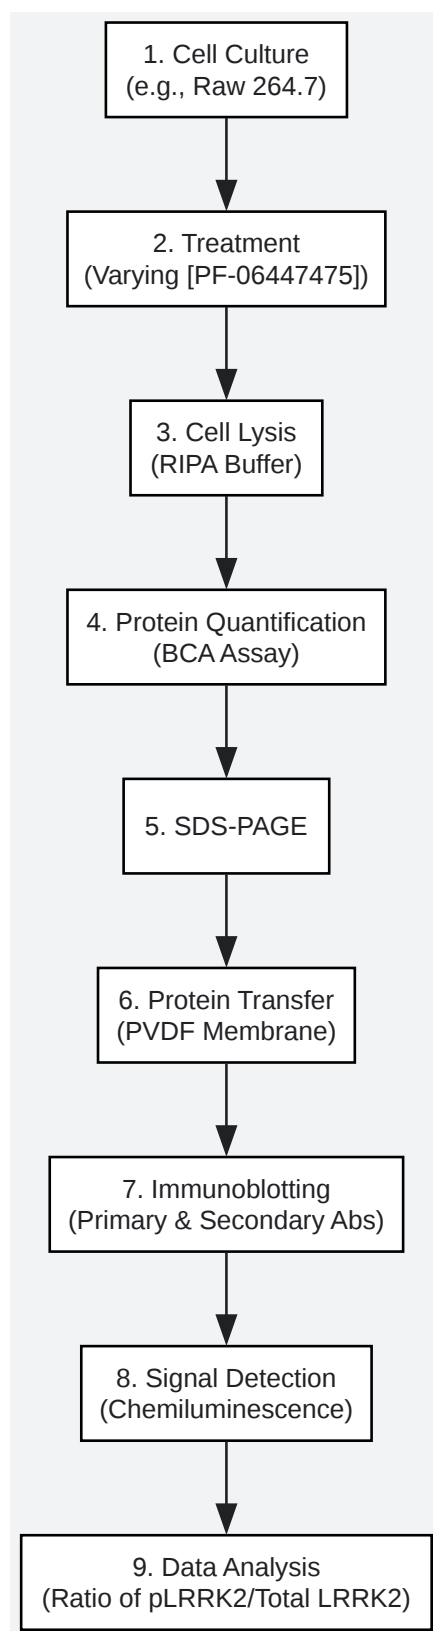 1. Cell Culture
(e.g., Raw 264.7)
2. Treatment
(Varying [PF-06447475])
3. Cell Lysis
(RIPA Buffer)
4. Protein Quantification
(BCA Assay)
5. SDS-PAGE
6. Protein Transfer
(PVDF Membrane)
7. Immunoblotting
(Primary & Secondary Abs)
8. Signal Detection
(Chemiluminescence)
9. Data Analysis
(Ratio of pLRRK2/Total LRRK2)